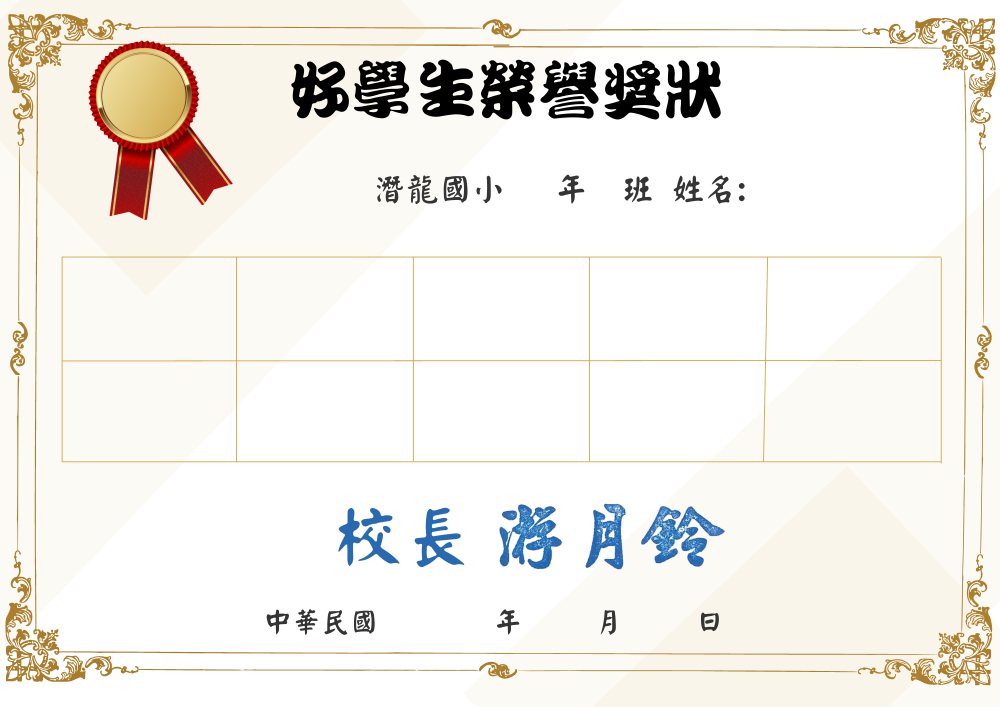 好學生榮譽獎狀
潛龍國小 年 班 姓名:
校長 游月鈴
中華民國 年 月 日